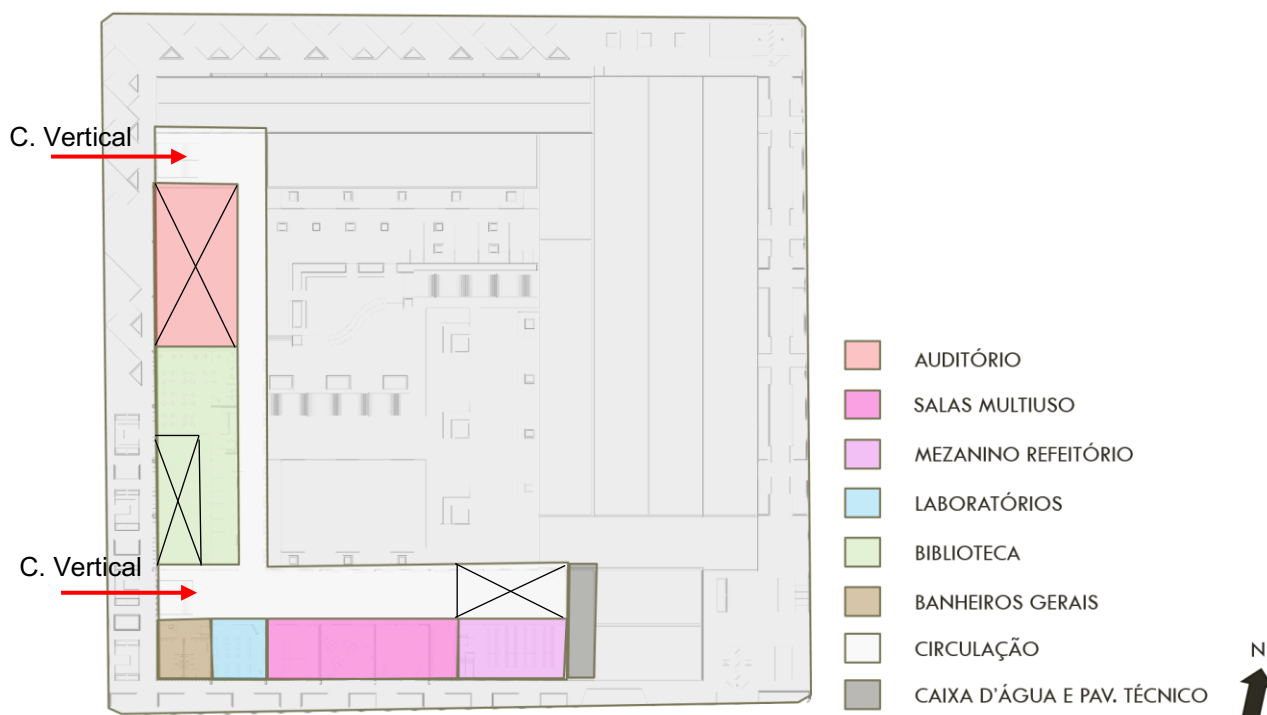 C. Vertical
C. Vertical
AUDITÓRIO
SALAS MULTIUSO
MEZANINO REFEITÓRIO
LABORATÓRIOS
BIBLIOTECA
BANHEIROS GERAIS
CIRCULAÇÃO
CAIXA D'ÁGUA E PAV. TÉCNICO
N